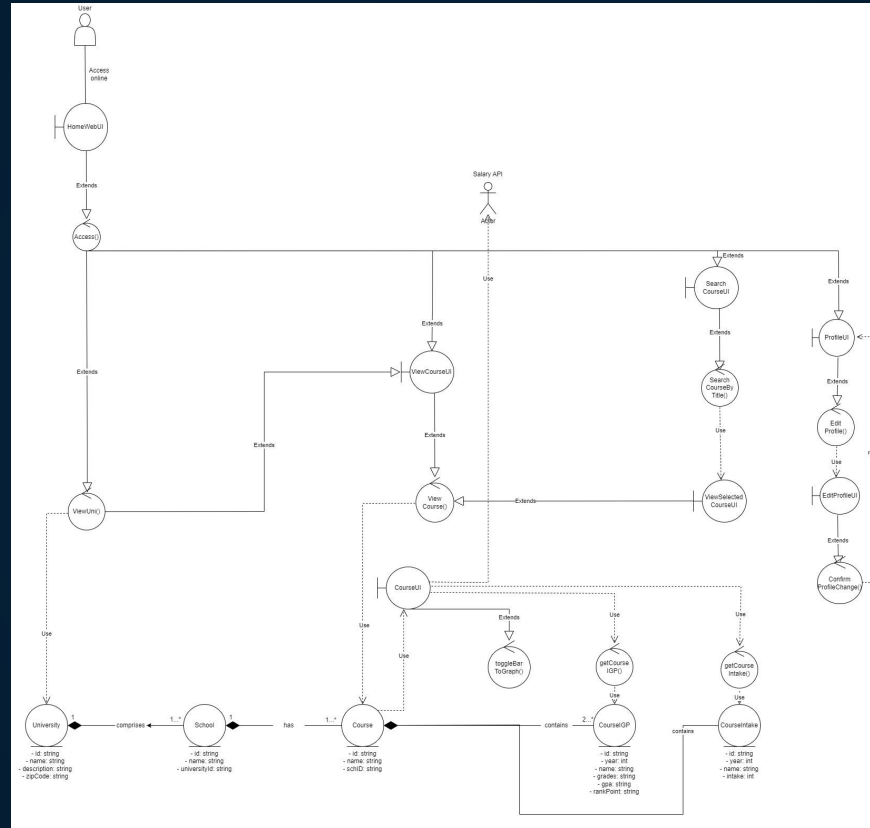 User
Access
online
HomeWebUI
Extends
Access()
Salary API
Actor
Use
Extends
Search
CourseUI
Extends
Search
CourseBy
Title()
Use
ViewSelected
CourseUI
Extends
Extends
ProfileUI
Extends
Edit
Profile()
Use
EditProfileUI
Extends
Confirm
ProfileChange()
Extends
ViewCourseUI
Extends
View
Course()
Extends
Extends
ViewUni()
Use
Use
CourseUI
Use
Extends
toggleBar
ToGraph()
Use
getCourse
IGP()
Use
Use
getCourse
Intake()
Use
University
1
comprises
1...*
School
1
has
1...*
Course
contains
2...*
CourseIGP
contains
CourseIntake
- id: string
- name: string
- description: string
- zipCode: string
- id: string
- name: string
- universityId: string
- id: string
- name: string
- schID: string
- id: string
- year: int
- name: string
- grades: string
- gpa: string
- rankPoint: string
- id: string
- year: int
- name: string
- intake: int